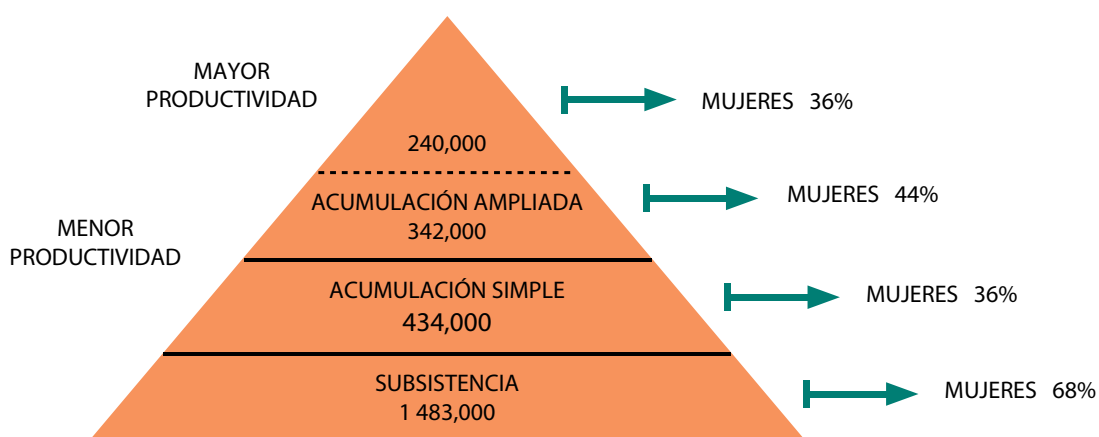 MAYOR
PRODUCTIVIDAD
MUJERES 36%
240,000
ACUMULACIÓN AMPLIADA
342,000
MUJERES 44%
MENOR
PRODUCTIVIDAD
ACUMULACIÓN SIMPLE
434,000
MUJERES 36%
SUBSISTENCIA
1 483,000
MUJERES 68%